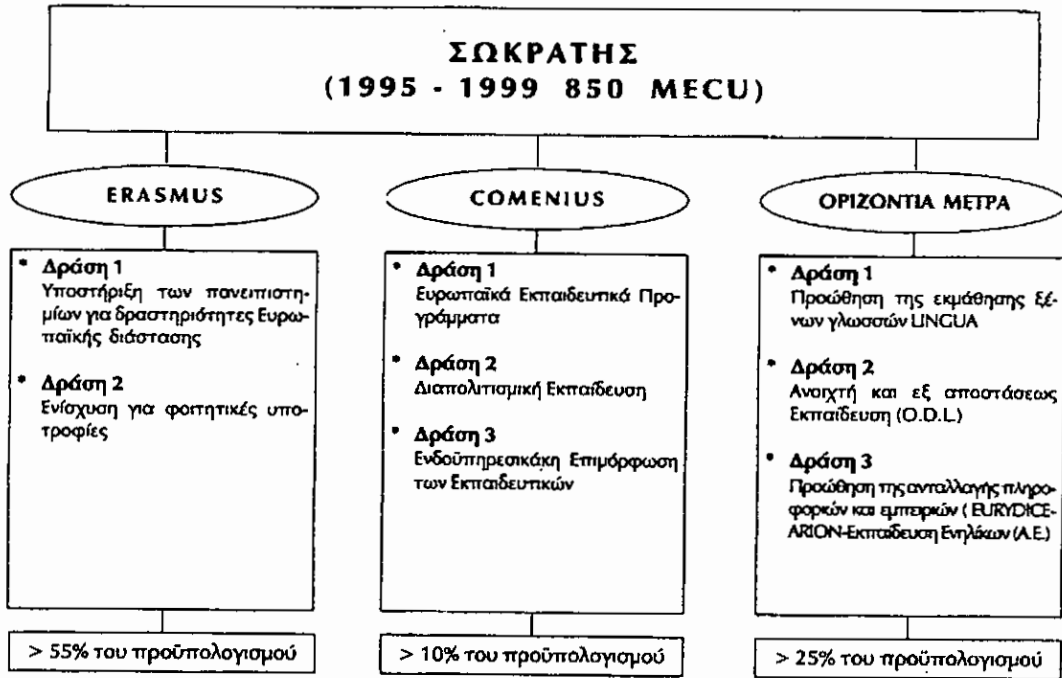 ΣΩΚΡΑΤΗΣ
(1995 - 1999 850 MECU)
ERASMUS
* Δράση 1
Υποστήριξη των πανεπιστη-
μίων για δραστηριότητες Ευρω-
παϊκής διάστασης
* Δράση 2
Ενίσχυση για φοιτητικές υπο-
τροφίες
> 55% του προϋπολογισμού
COMENIUS
* Δράση 1
Ευρωπαϊκά Εκπαιδευτικά Προ-
γράμματα
* Δράση 2
Διαπολιτισμική Εκπαίδευση
* Δράση 3
Ενδοϋπηρεσικάκη Επιμόρφωση
των Εκπαιδευτικών
> 10% του προϋπολογισμού
ΟΡΙΖΟΝΤΙΑ ΜΕΤΡΑ
* Δράση 1
Προώθηση της εκμάθησης ξέ-
νων γλωσσών LINGUA
* Δράση 2
Ανοιχτή και εξ αποστάσεως
Εκπαίδευση (O.D.L.)
* Δράση 3
Προώθηση της ανταλλαγής πληρο-
φοριών και εμπειριών ( EURYDICE-
ARION-Εκπαίδευση Ενηλίκων (Α.Ε.)
> 25% του προϋπολογισμού